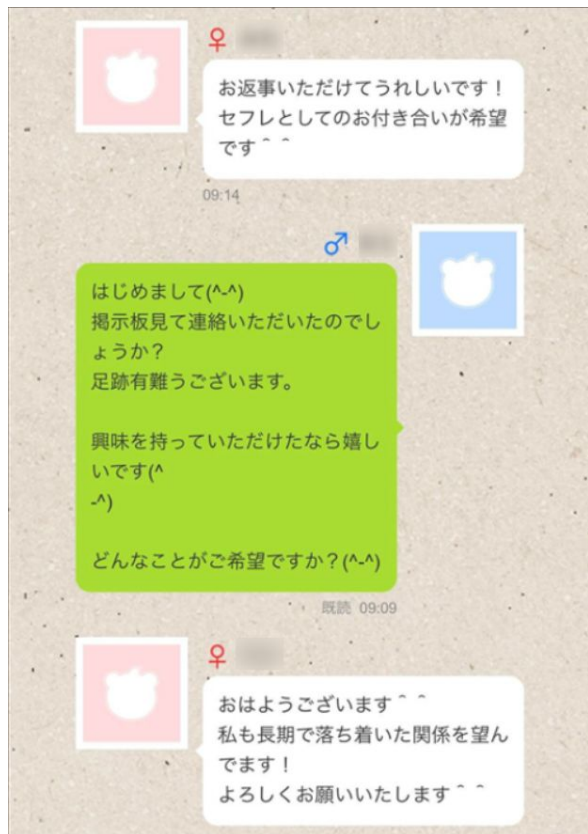 ♀
お返事いただけてうれしいです！
セフレとしてのお付き合いが希望
です＾＾
09:14
♂
はじめまして(^-^)
掲示板見て連絡いただいたのでし
ょうか？
足跡有難うございます。
興味を持っていただけたなら嬉し
いです(^
-^)
どんなことがご希望ですか？(^-^)
既読 09:09
♀
おはようございます＾＾
私も長期で落ち着いた関係を望ん
でます！
よろしくお願いいたします＾＾